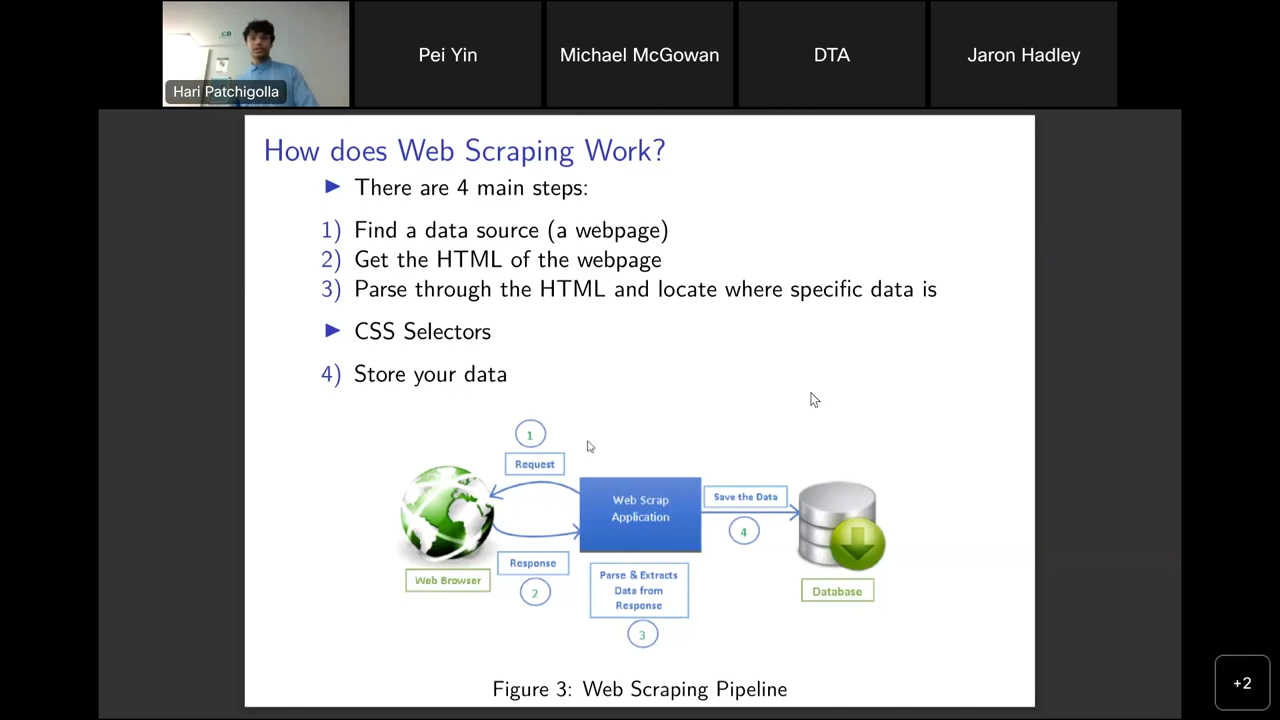 CB
Hari Patchigolla
Pei Yin
Michael McGowan
DTA
Jaron Hadley
How does Web Scraping Work?
There are 4 main steps:
1) Find a data source (a webpage)
2) Get the HTML of the webpage
3) Parse through the HTML and locate where specific data is
CSS Selectors
4) Store your data
1
Request
Web Scrap
Application
Save the Data
4
Response
2
Web Browser
Parse & Extracts
Data from
Response
3
Database
Figure 3: Web Scraping Pipeline
+2